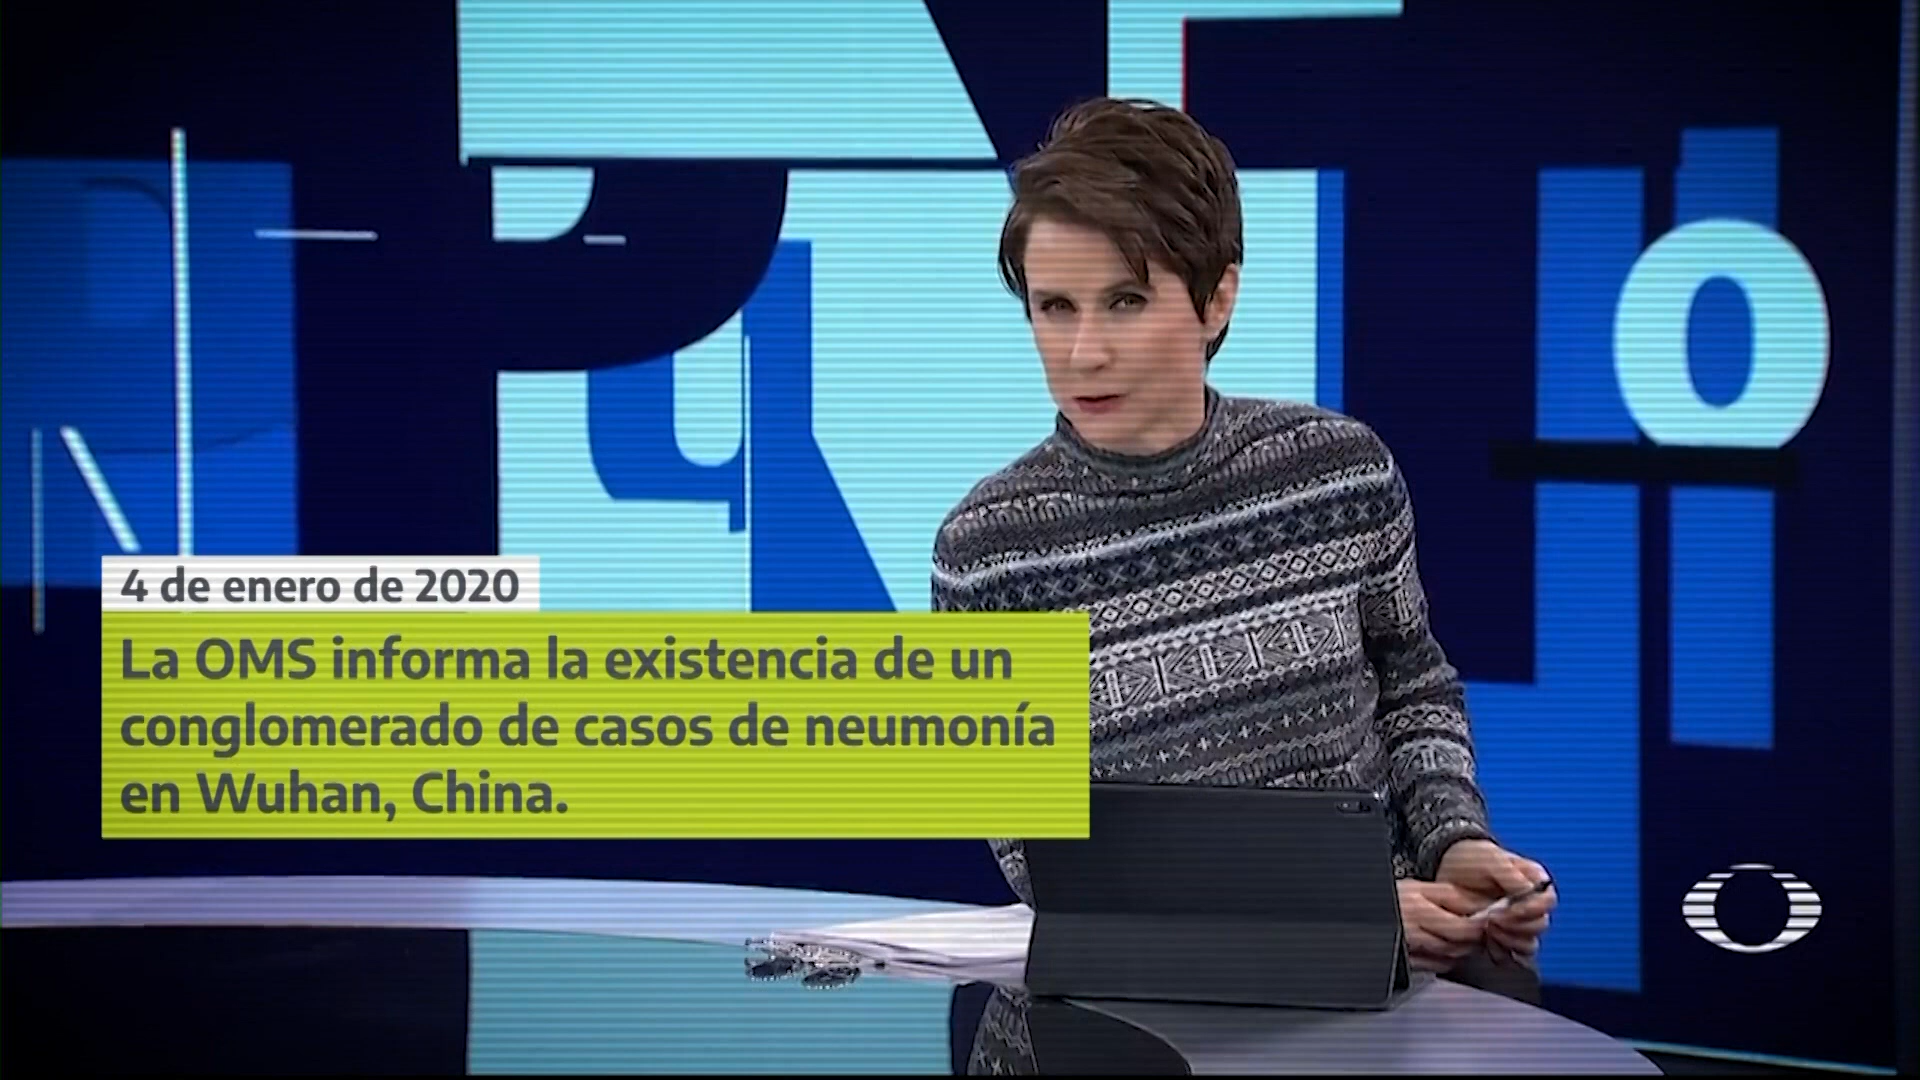 4 de enero de 2020
La OMS informa la existencia de un
conglomerado de casos de neumonía
en Wuhan, China.